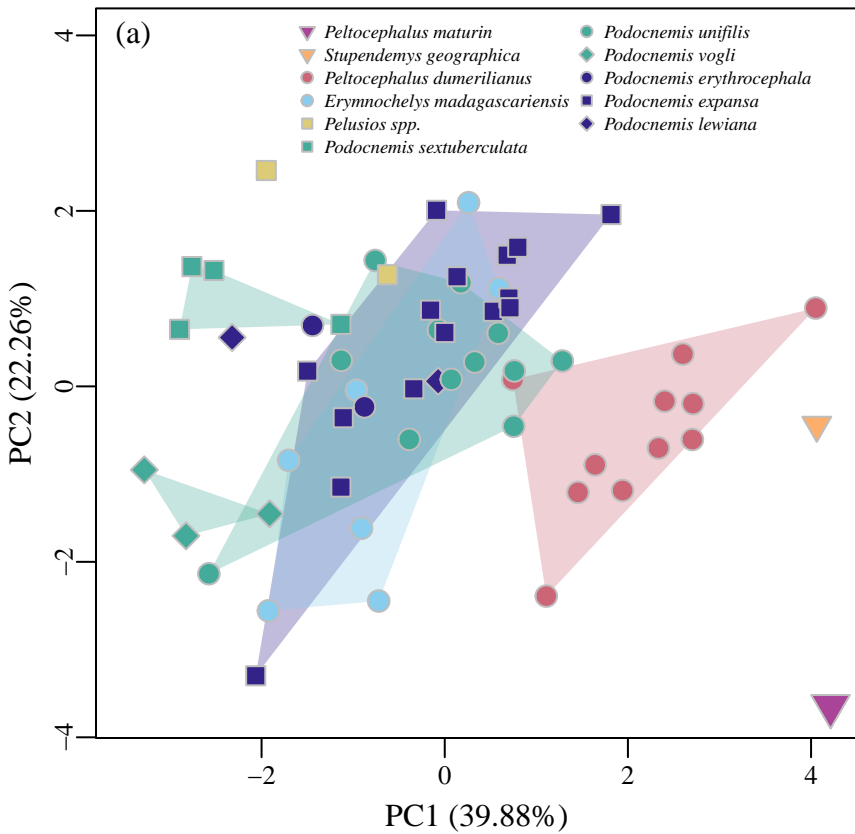 (a)
Peltocephalus maturin
Stupendemys geographica
Peltocephalus dumerilianus
Erymnochelys madagascariensis
Pelusios spp.
Podocnemis sextuberculata
Podocnemis unifilis
Podocnemis vogli
Podocnemis erythrocephala
Podocnemis expansa
Podocnemis lewiana
4
2
0
−2
−4
PC2 (22.26%)
−2 0 2 4
PC1 (39.88%)